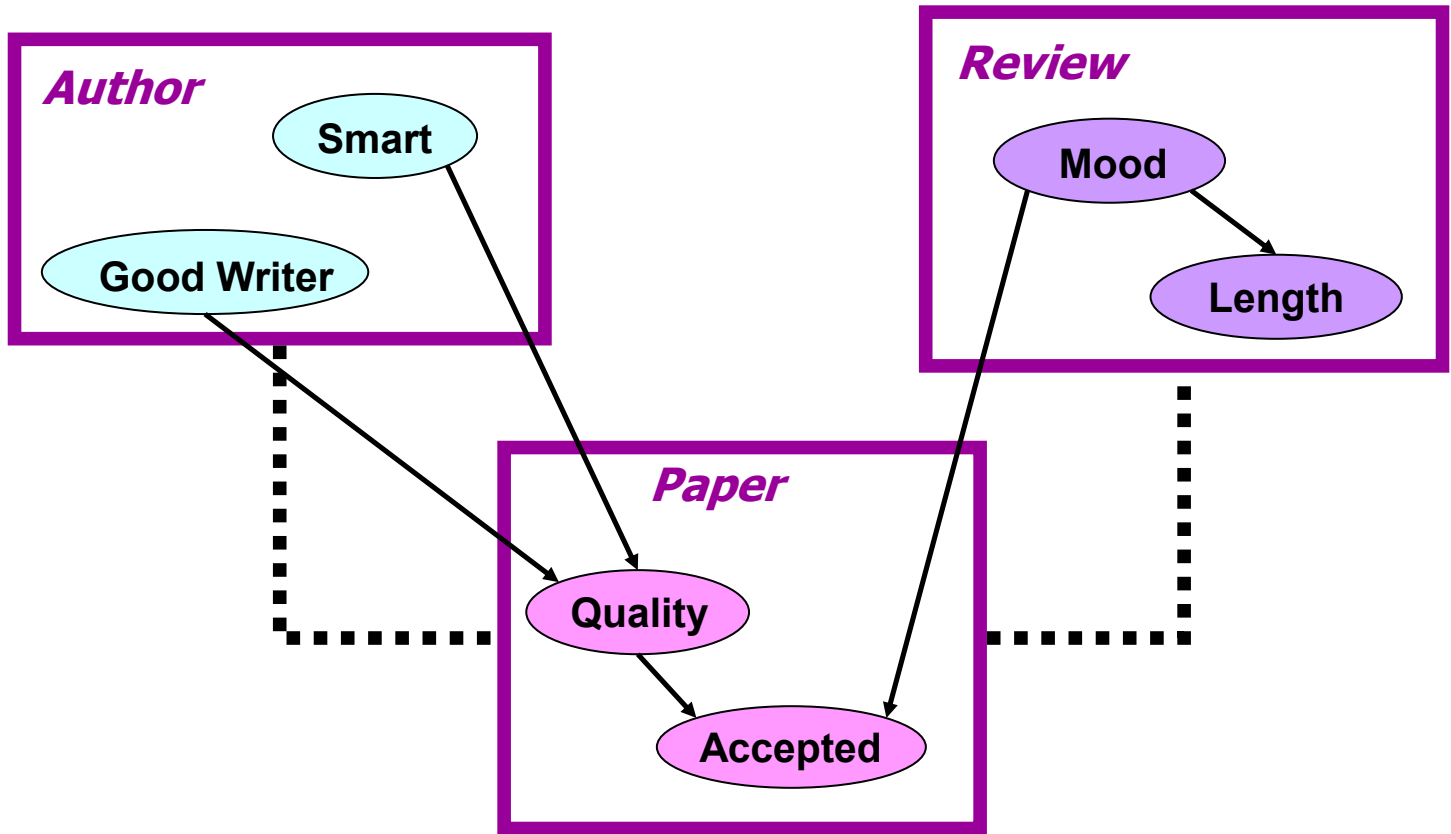 Author
Smart
Good Writer
Review
Mood
Length
Paper
Quality
Accepted